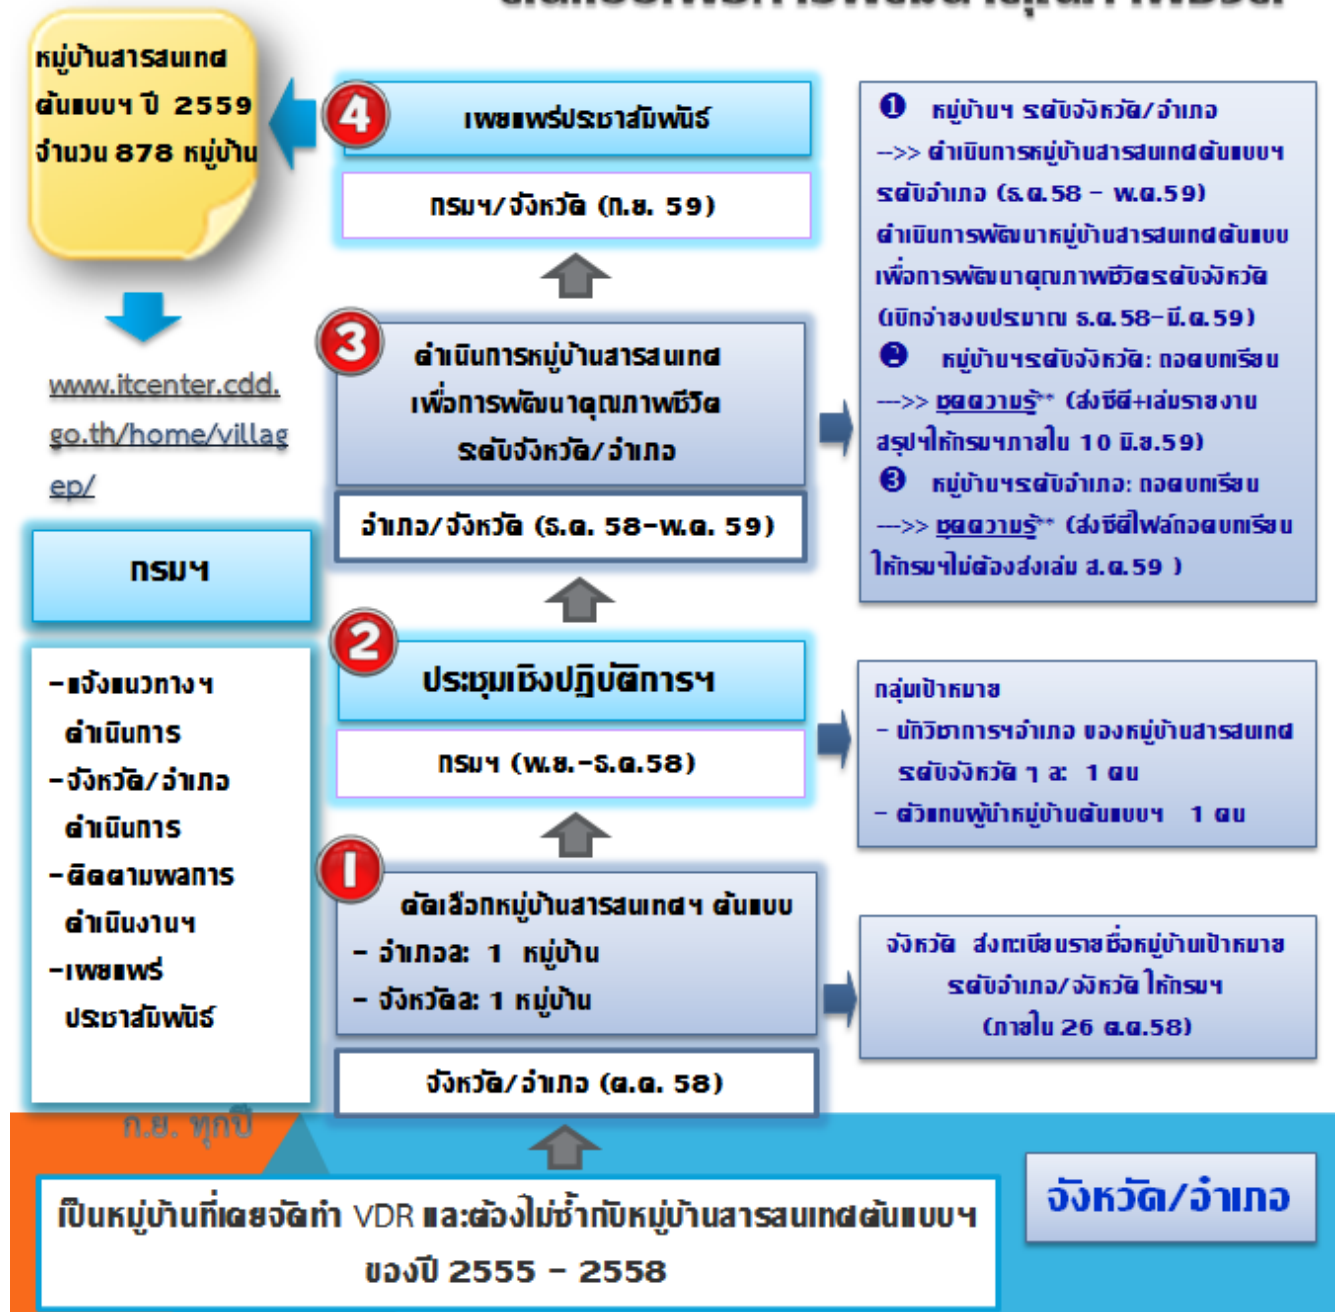 ต้นแบบเพื่อการพัฒนาคุณภาพชีวิต
หมู่บ้านสารสนเทศ
ต้นแบบฯ ปี 2559
จำนวน 878 หมู่บ้าน
www.itcenter.cdd.
go.th/home/villag
ep/
กรมฯ
-แจ้งแนวทางฯ
ดำเนินการ
-จังหวัด/อำเภอ
ดำเนินการ
-ติดตามผลการ
ดำเนินงานฯ
-เผยแพร่
ประชาสัมพันธ์
ก.ย. ทุกปี
4
เผยแพร่ประชาสัมพันธ์
กรมฯ/จังหวัด (ก.ย. 59)
3
ดำเนินการหมู่บ้านสารสนเทศ
เพื่อการพัฒนาคุณภาพชีวิต
ระดับจังหวัด/อำเภอ
อำเภอ/จังหวัด (ธ.ค. 58-พ.ค. 59)
2
ประชุมเชิงปฏิบัติการฯ
กรมฯ (พ.ย.-ธ.ค.58)
1
คัดเลือกหมู่บ้านสารสนเทศฯ ต้นแบบ
- อำเภอละ 1 หมู่บ้าน
- จังหวัดละ 1 หมู่บ้าน
จังหวัด/อำเภอ (ต.ค. 58)
❶ หมู่บ้านฯ ระดับจังหวัด/อำเภอ
-->> ดำเนินการหมู่บ้านสารสนเทศต้นแบบฯ
ระดับอำเภอ (ธ.ค.58 - พ.ค.59)
ดำเนินการพัฒนาหมู่บ้านสารสนเทศต้นแบบ
เพื่อการพัฒนาคุณภาพชีวิตระดับจังหวัด
(เบิกจ่ายงบประมาณ ธ.ค.58-มี.ค.59)
❷ หมู่บ้านฯระดับจังหวัด: ถอดบทเรียน
--->> ชุดความรู้** (ส่งซีดี+เล่มรายงาน
สรุปฯให้กรมฯภายใน 10 มิ.ย.59)
❸ หมู่บ้านฯระดับอำเภอ: ถอดบทเรียน
-->> ชุดความรู้** (ส่งซีดีไฟล์ถอดบทเรียน
ให้กรมฯไม่ต้องส่งเล่ม ส.ค.59 )
กลุ่มเป้าหมาย
- นักวิชาการฯอำเภอ ของหมู่บ้านสารสนเทศ
ระดับจังหวัด ๆ ละ 1 คน
- ตัวแทนผู้นำหมู่บ้านต้นแบบฯ 1 คน
จังหวัด ส่งทะเบียนรายชื่อหมู่บ้านเป้าหมาย
ระดับอำเภอ/จังหวัด ให้กรมฯ
(ภายใน 26 ต.ค.58)
เป็นหมู่บ้านที่เคยจัดทำ VDR และต้องไม่ซ้ำกับหมู่บ้านสารสนเทศต้นแบบฯ
ของปี 2555 - 2558
จังหวัด/อำเภอ